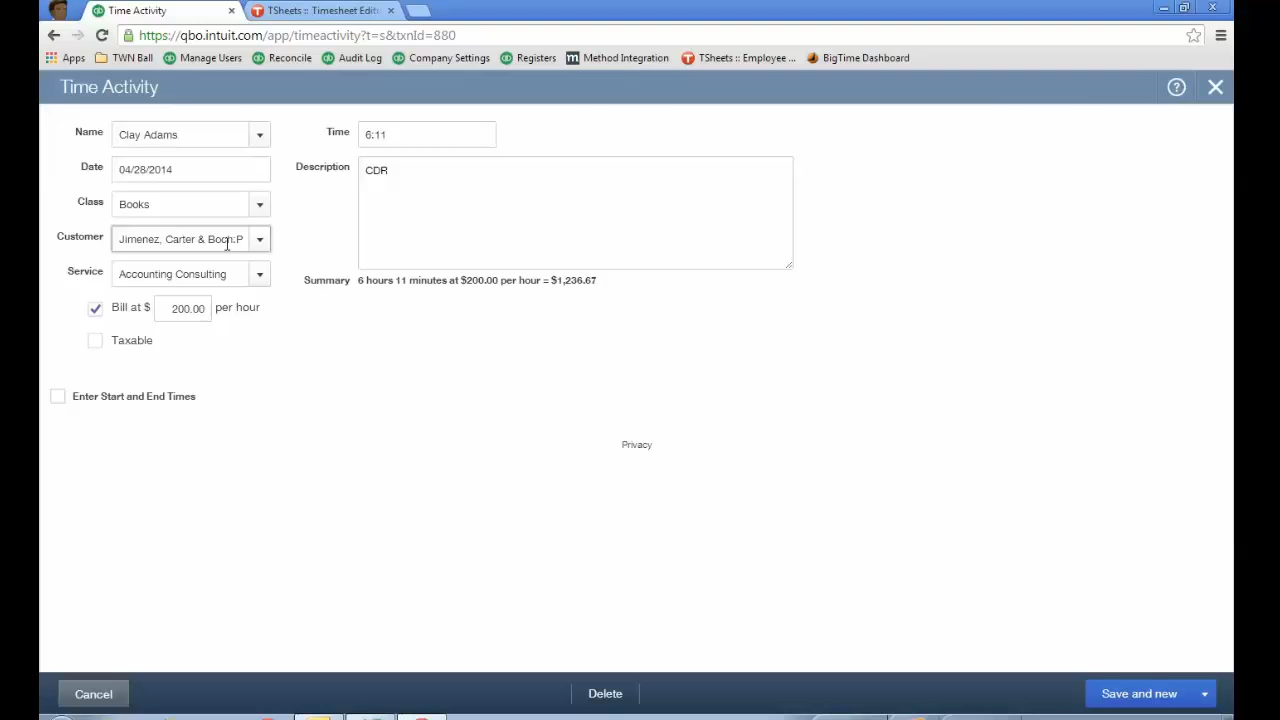 Time Activity
TSheets :: Timesheet Edit
https://qbo.intuit.com/app/timeactivity?t=s&txnId=880
Apps TWN Ball Manage Users Reconcile Audit Log Company Settings Registers Method Integration TSheets :: Employee ... BigTime Dashboard
Time Activity
Name Clay Adams Time 6:11
Date 04/28/2014 Description CDR
Class Books
Customer Jimenez, Carter & Boch:P
Service Accounting Consulting Summary 6 hours 11 minutes at $200.00 per hour = $1,236.67
Bill at $ 200.00 per hour
Taxable
Enter Start and End Times
Privacy
Cancel Delete Save and new